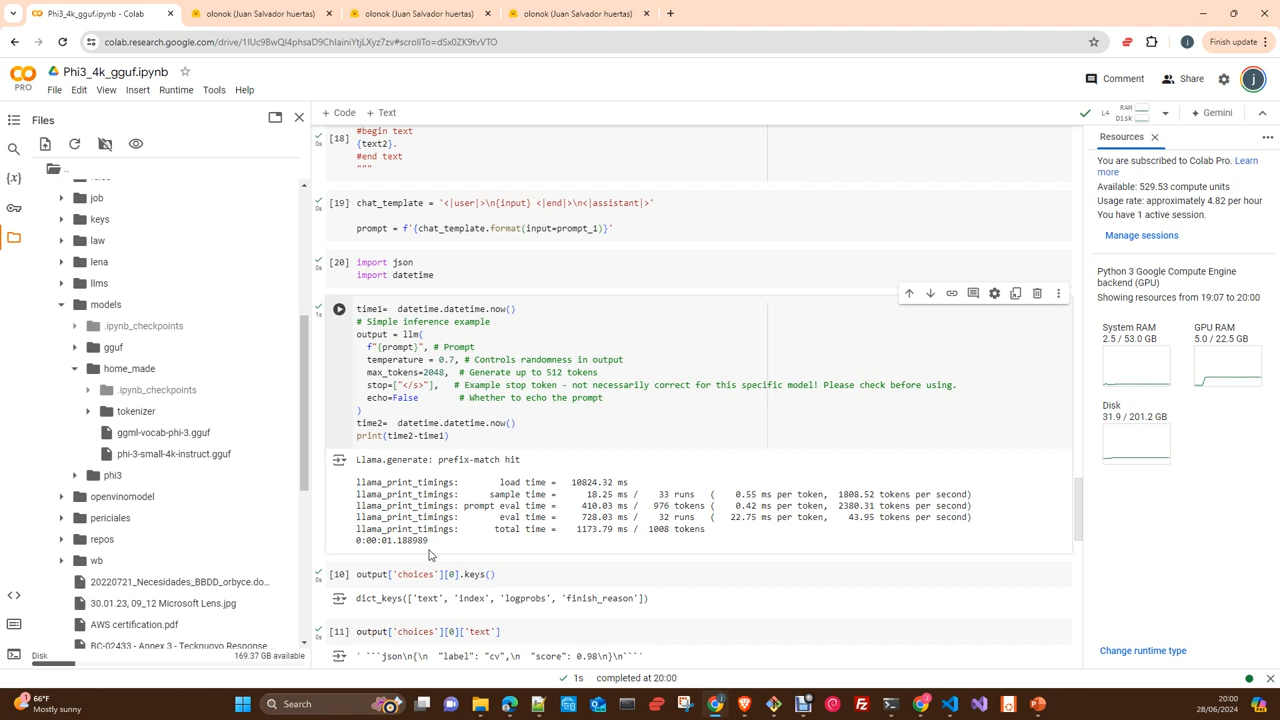 Phi3_4k_gguf.ipynb - Colab
olonok (Juan Salvador huertas)
olonok (Juan Salvador huertas)
olonok (Juan Salvador huertas)
Finish update
PRO
Phi3_4k_gguf.ipynb
File Edit View Insert Runtime Tools Help
Comment
Share
j
Files
+ Code + Text
L4
RAM
Disk
Gemini
..
job
keys
law
lena
llms
models
.ipynb_checkpoints
gguf
home_made
.ipynb_checkpoints
tokenizer
ggml-vocab-phi-3.gguf
phi-3-small-4k-instruct.gguf
phi3
openvinomodel
periciales
repos
wb
20220721_Necesidades_BBDD_orbyce.do...
30.01.23, 09_12 Microsoft Lens.jpg
AWS certification.pdf
BC-02433 - Annex 3 - Tecknuovo Response ...
Disk
169.37 GB available
#begin text
[18] {text2}.
#end text
"""
[19] chat_template = '<|user|>\n{input} <|end|>\n<|assistant|>'
prompt = f'{chat_template.format(input=prompt_1)}'
[20] import json
import datetime
time1= datetime.datetime.now()
# Simple inference example
output = llm(
f"{prompt}", # Prompt
temperature = 0.7, # Controls randomness in output
max_tokens=2048, # Generate up to 512 tokens
stop=["</s>"], # Example stop token - not necessarily correct for this specific model! Please check before using.
echo=False # Whether to echo the prompt
)
time2= datetime.datetime.now()
print(time2-time1)
Llama.generate: prefix-match hit
llama_print_timings: load time = 10824.32 ms
llama_print_timings: sample time = 18.25 ms / 33 runs ( 0.55 ms per token, 1808.52 tokens per second)
llama_print_timings: prompt eval time = 410.03 ms / 976 tokens ( 0.42 ms per token, 2380.31 tokens per second)
llama_print_timings: eval time = 728.03 ms / 32 runs ( 22.75 ms per token, 43.95 tokens per second)
llama_print_timings: total time = 1173.79 ms / 1008 tokens
0:00:01.188989
[10] output['choices'][0].keys()
dict_keys(['text', 'index', 'logprobs', 'finish_reason'])
[11] output['choices'][0]['text']
' ```json\n{\n "label": "cv",\n "score": 0.98\n}\n```'
1s completed at 20:00
Resources
You are subscribed to Colab Pro. Learn
more
Available: 529.53 compute units
Usage rate: approximately 4.82 per hour
You have 1 active session.
Manage sessions
Python 3 Google Compute Engine
backend (GPU)
Showing resources from 19:07 to 20:00
System RAM
2.5 / 53.0 GB
GPU RAM
5.0 / 22.5 GB
Disk
31.9 / 201.2 GB
Change runtime type
66°F
Mostly sunny
Search
20:00
28/06/2024